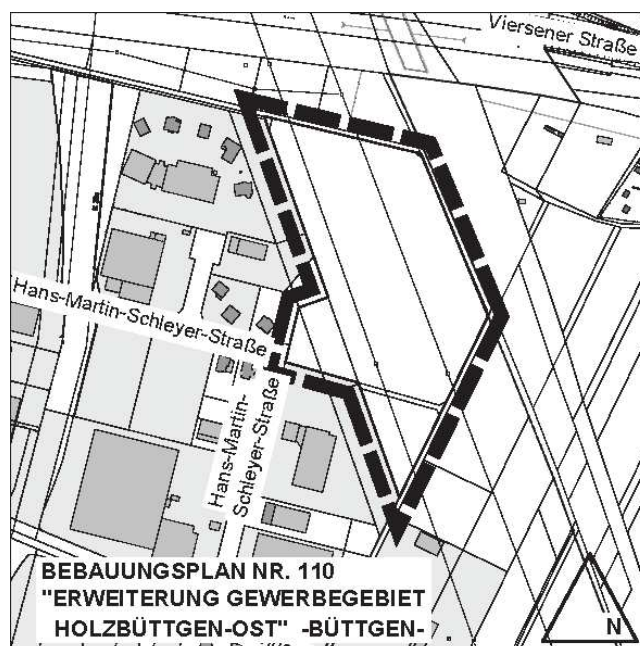 Viersener Straße
Hans-Martin-Schleyer-Straße
Hans-Martin-
Schleyer-Straße
BEBAUUNGSPLAN NR. 110
"ERWEITERUNG GEWERBEGEBIET
HOLZBÜTTGEN-OST" -BÜTTGEN-
N